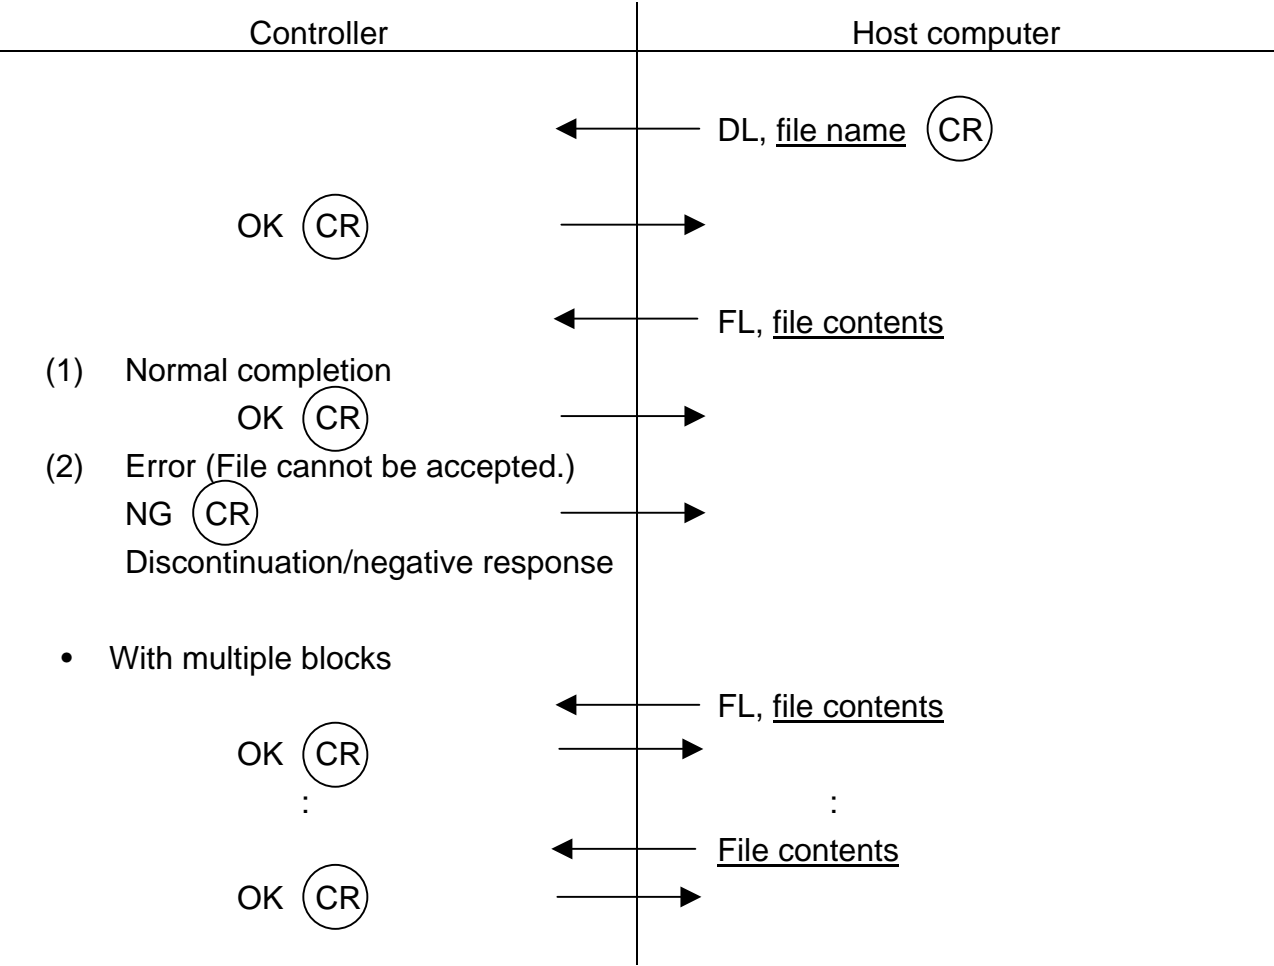 Controller Host computer
DL, file name CR
OK CR
FL, file contents
(1) Normal completion
OK CR
(2) Error (File cannot be accepted.)
NG CR
Discontinuation/negative response
• With multiple blocks
FL, file contents
OK CR
: :
File contents
OK CR